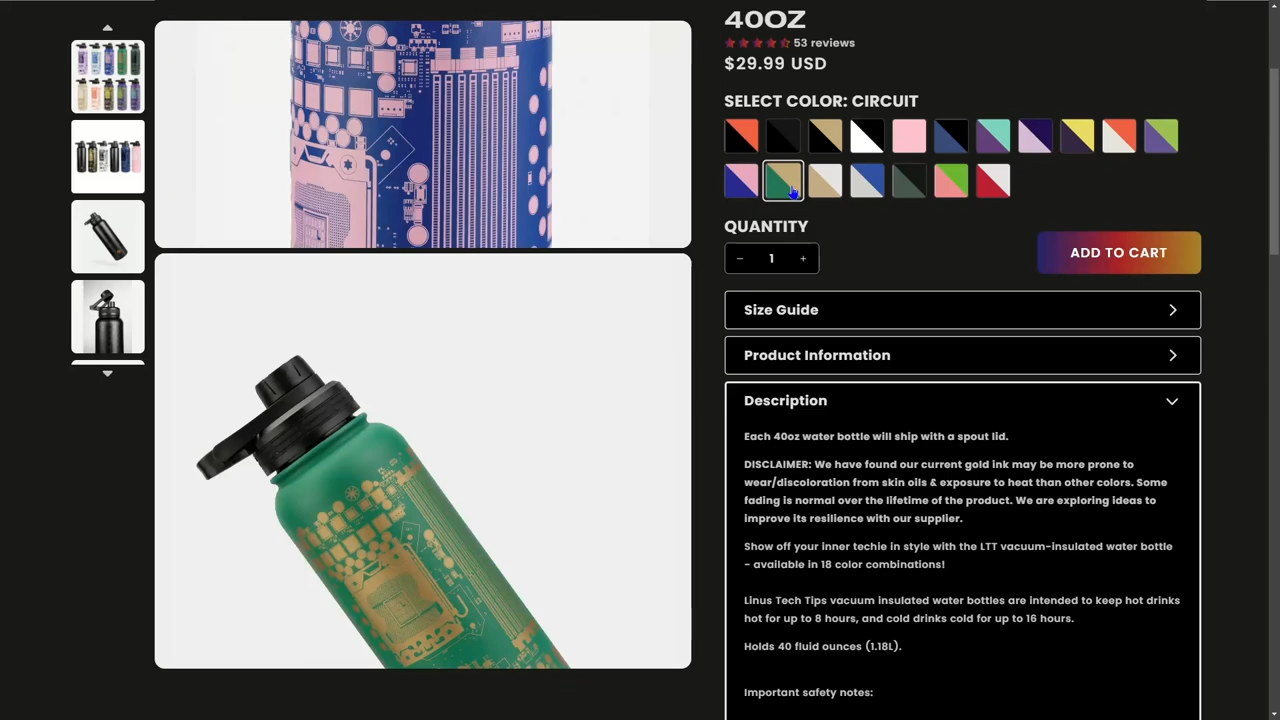 40OZ
53 reviews
$29.99 USD
SELECT COLOR: CIRCUIT
QUANTITY
− 1 +
ADD TO CART
Size Guide
Product Information
Description
Each 40oz water bottle will ship with a spout lid.
DISCLAIMER: We have found our current gold ink may be more prone to
wear/discoloration from skin oils & exposure to heat than other colors. Some
fading is normal over the lifetime of the product. We are exploring ideas to
improve its resilience with our supplier.
Show off your inner techie in style with the LTT vacuum-insulated water bottle
- available in 18 color combinations!
Linus Tech Tips vacuum insulated water bottles are intended to keep hot drinks
hot for up to 8 hours, and cold drinks cold for up to 16 hours.
Holds 40 fluid ounces (1.18L).
Important safety notes: